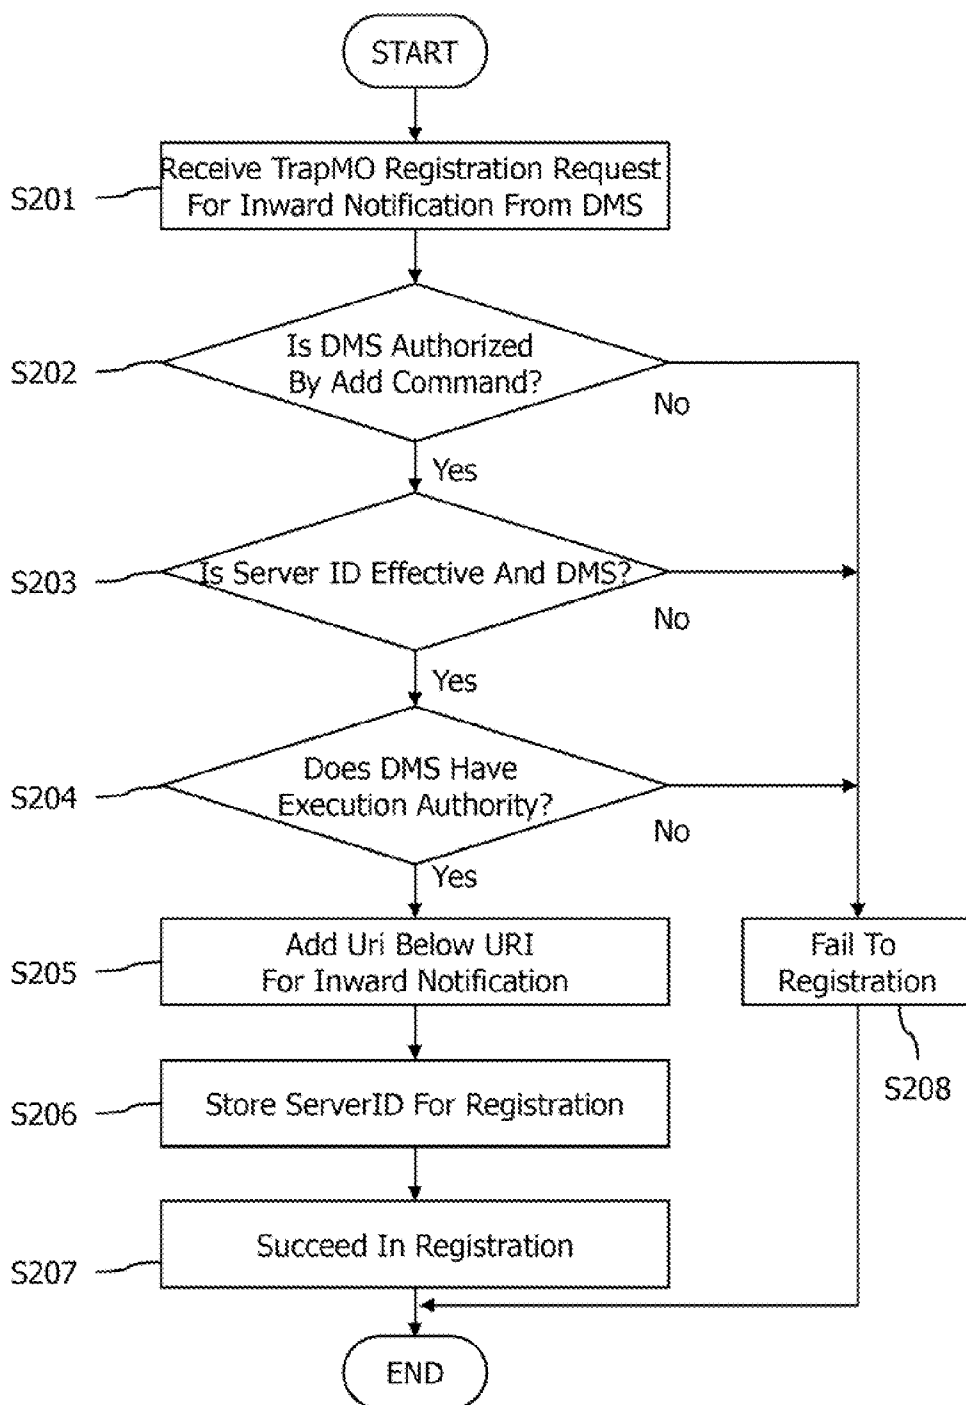 START
Receive TrapMO Registration Request
For Inward Notification From DMS
S201
Is DMS Authorized
By Add Command?
S202
No
Yes
Is Server ID Effective And DMS?
S203
No
Yes
Does DMS Have
Execution Authority?
S204
No
Yes
Add Uri Below URI
For Inward Notification
S205
Fail To
Registration
S208
Store ServerID For Registration
S206
Succeed In Registration
S207
END